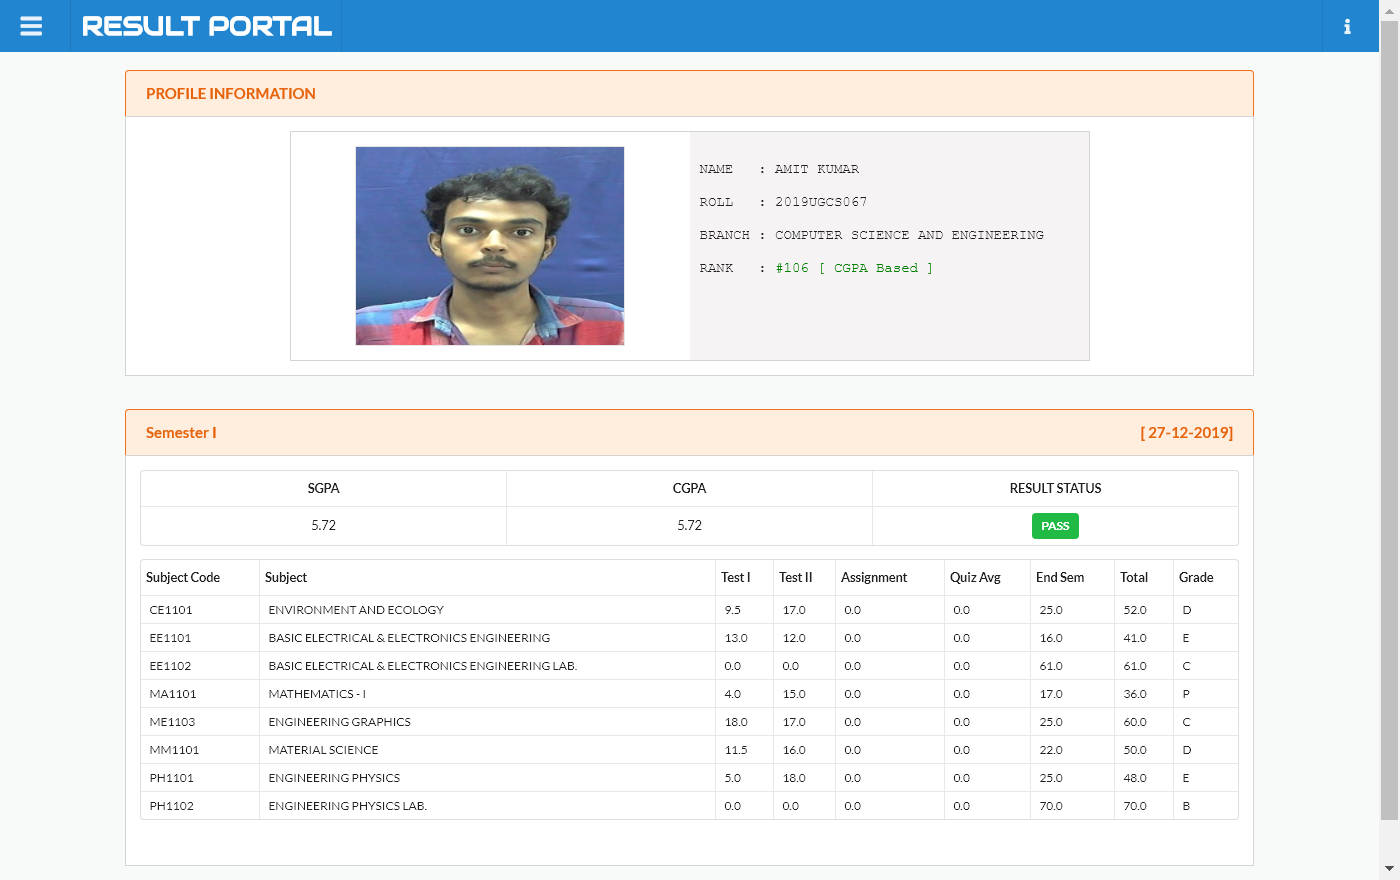 RESULT PORTAL
PROFILE INFORMATION
NAME : AMIT KUMAR
ROLL : 2019UGCS067
BRANCH : COMPUTER SCIENCE AND ENGINEERING
RANK : #106 [ CGPA Based ]
Semester I [ 27-12-2019]
SGPA CGPA RESULT STATUS
5.72 5.72 PASS
Subject Code Subject Test I Test II Assignment Quiz Avg End Sem Total Grade
CE1101 ENVIRONMENT AND ECOLOGY 9.5 17.0 0.0 0.0 25.0 52.0 D
EE1101 BASIC ELECTRICAL & ELECTRONICS ENGINEERING 13.0 12.0 0.0 0.0 16.0 41.0 E
EE1102 BASIC ELECTRICAL & ELECTRONICS ENGINEERING LAB. 0.0 0.0 0.0 0.0 61.0 61.0 C
MA1101 MATHEMATICS - I 4.0 15.0 0.0 0.0 17.0 36.0 P
ME1103 ENGINEERING GRAPHICS 18.0 17.0 0.0 0.0 25.0 60.0 C
MM1101 MATERIAL SCIENCE 11.5 16.0 0.0 0.0 22.0 50.0 D
PH1101 ENGINEERING PHYSICS 5.0 18.0 0.0 0.0 25.0 48.0 E
PH1102 ENGINEERING PHYSICS LAB. 0.0 0.0 0.0 0.0 70.0 70.0 B